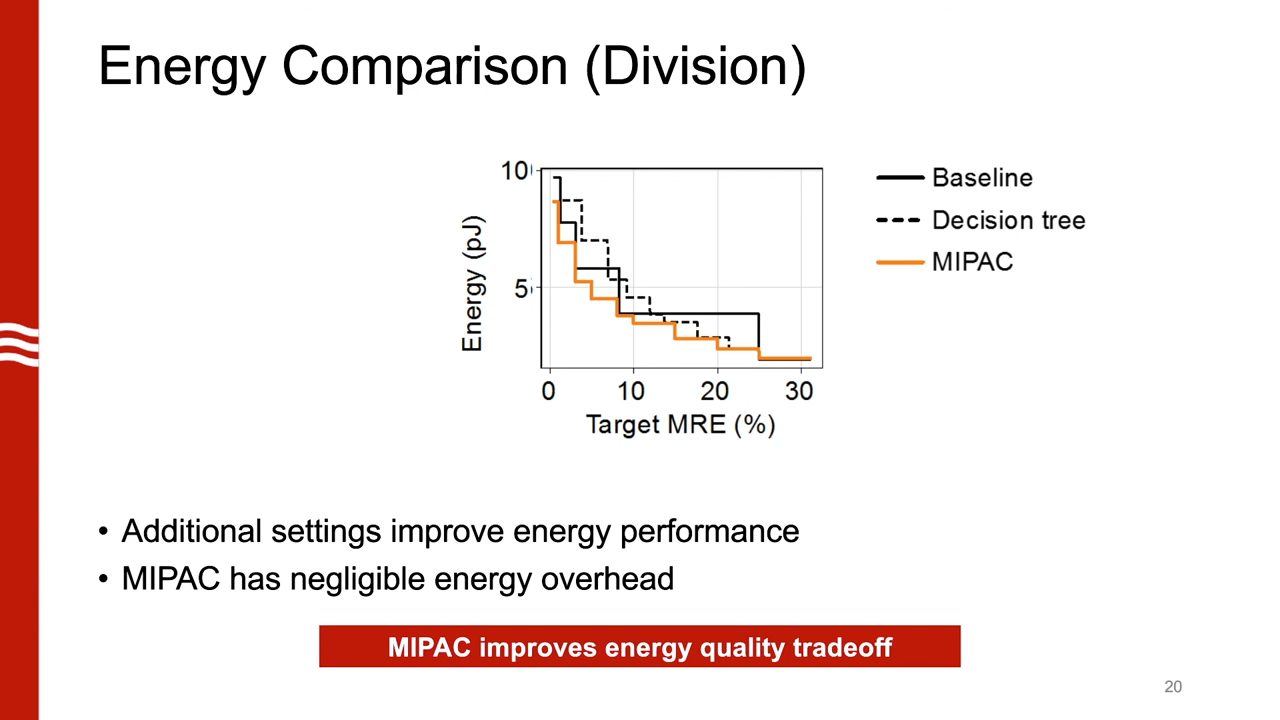 Energy Comparison (Division)
10
5
Energy (pJ)
0 10 20 30
Target MRE (%)
Baseline
Decision tree
MIPAC
• Additional settings improve energy performance
• MIPAC has negligible energy overhead
MIPAC improves energy quality tradeoff
20